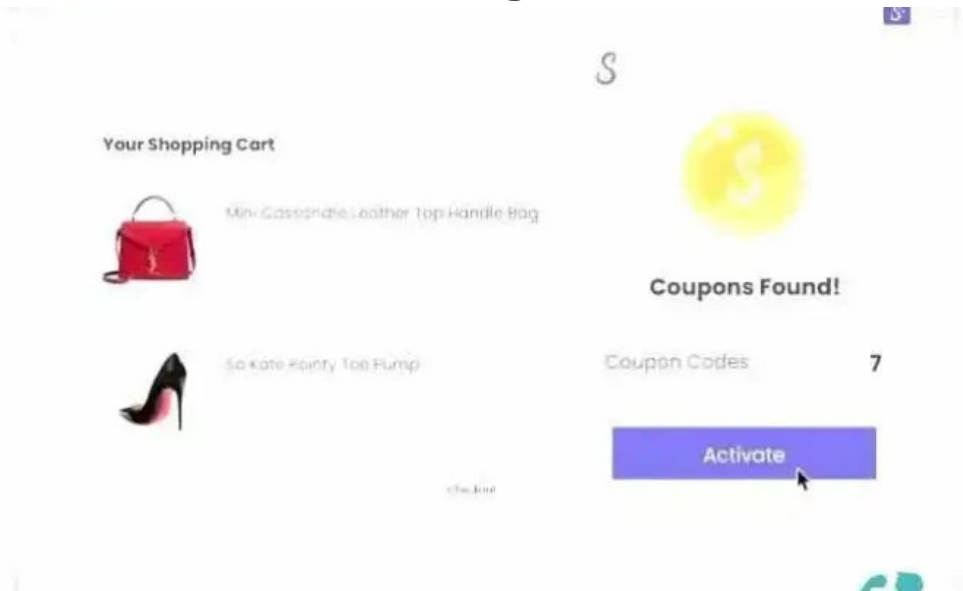 S
S
Your Shopping Cart
S
Mini Cassandre Leather Top Handle Bag
Coupons Found!
So Kate Pointy Toe Pump
Coupon Codes 7
Activate
checkout